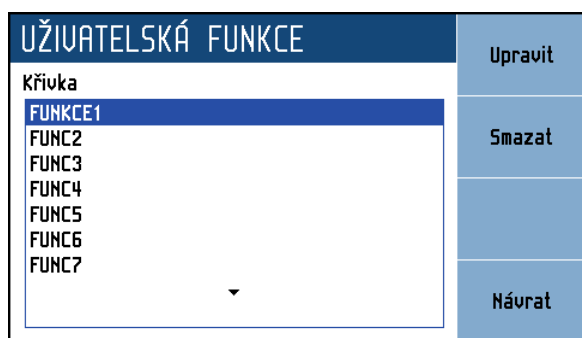 UŽIVATELSKÁ FUNKCE
Křivka
FUNKCE1
FUNC2
FUNC3
FUNC4
FUNC5
FUNC6
FUNC7
Upravit
Smazat
Návrat